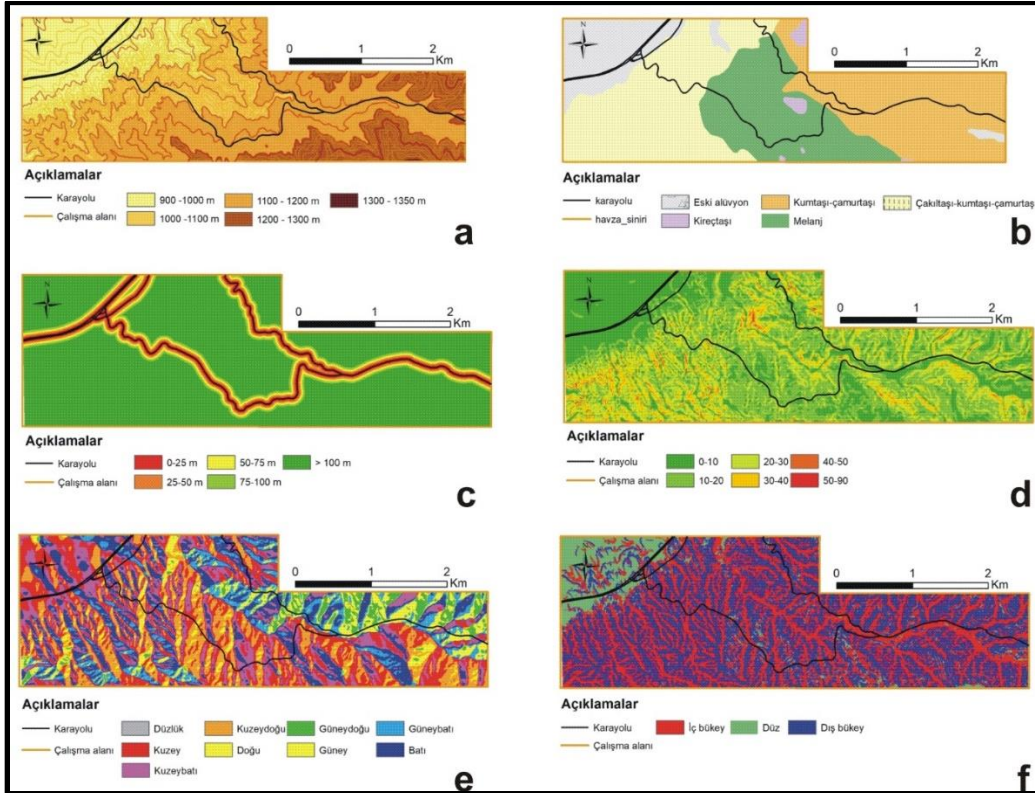 N
0 1 2
Km
Açıklamalar
Karayolu 900 -1000 m 1100 - 1200 m 1300 - 1350 m
Çalışma alanı 1000 -1100 m 1200 - 1300 m
a
N
0 1 2
Km
Açıklamalar
karayolu Eski alüvyon Kumtaşı-çamurtaşı Çakıltaşı-kumtaşı-çamurtaş
havza_siniri Kireçtaşı Melanj
b
N
0 1 2
Km
Açıklamalar
Karayolu 0-25 m 50-75 m > 100 m
Çalışma alanı 25-50 m 75-100 m
c
N
0 1 2
Km
Açıklamalar
Karayolu 0-10 20-30 40-50
Çalışma alanı 10-20 30-40 50-90
d
0 1 2
Km
Açıklamalar
Karayolu Düzlük Kuzeydoğu Güneydoğu Güneybatı
Çalışma alanı Kuzey Doğu Güney Batı
Kuzeybatı
e
0 1 2
Km
Açıklamalar
Karayolu İç bükey Düz Dış bükey
Çalışma alanı
f